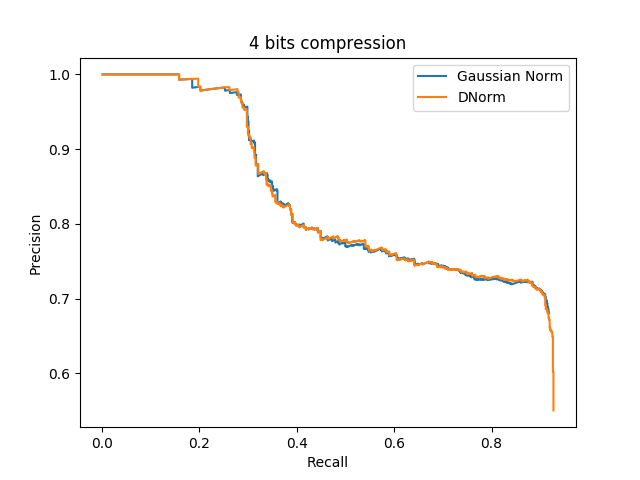 4 bits compression
Gaussian Norm
DNorm
1.0
0.9
0.8
0.7
0.6
Precision
0.0 0.2 0.4 0.6 0.8
Recall